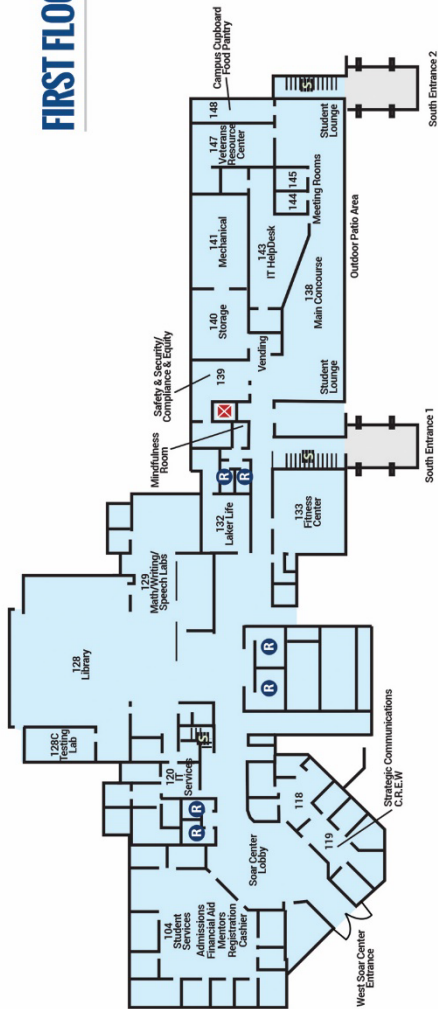 FIRST FLOO
Campus Cupboard
Food Pantry
148
147
Veterans
Resource
Center
Student
Lounge
South Entrance 2
S
144
145
Meeting Rooms
141
Mechanical
143
IT HelpDesk
138
Main Concourse
Outdoor Patio Area
140
Storage
Vending
Safety & Security/
Compliance & Equity
139
Student
Lounge
Mindfulness
Room
S
South Entrance 1
R
R
132
Laker Life
133
Fitness
Center
129
Math/Writing/
Speech Labs
128
Library
R
R
128C
Testing
Lab
S
120
IT
Services
R
R
Strategic Communications
C.R.E.W
118
119
Soar Center
Lobby
104
Student
Services
Admissions
Financial Aid
Mentors
Registration
Cashier
West Soar Center
Entrance